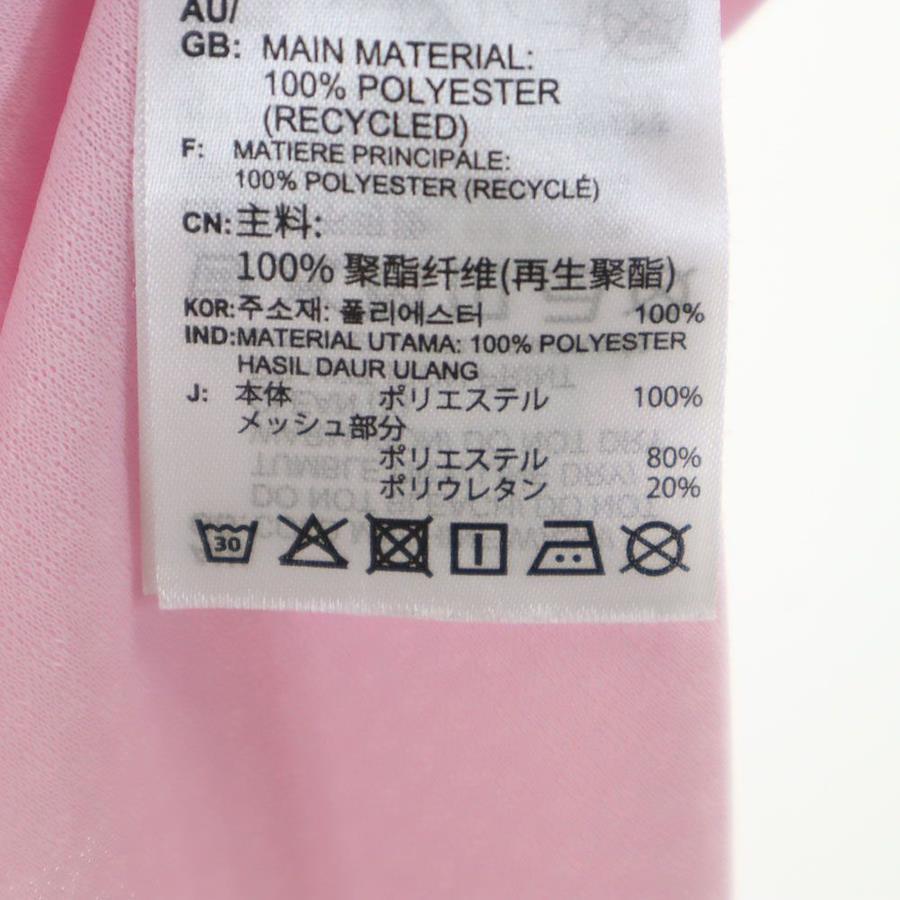 AU/
GB: MAIN MATERIAL:
100% POLYESTER
(RECYCLED)
F: MATIERE PRINCIPALE:
100% POLYESTER (RECYCLÉ)
CN: 主料:
100% 聚酯纤维(再生聚酯)
KOR: 주소재: 폴리에스터 100%
IND: MATERIAL UTAMA: 100% POLYESTER
HASIL DAUR ULANG
J: 本体 ポリエステル 100%
メッシュ部分
ポリエステル 80%
ポリウレタン 20%
30